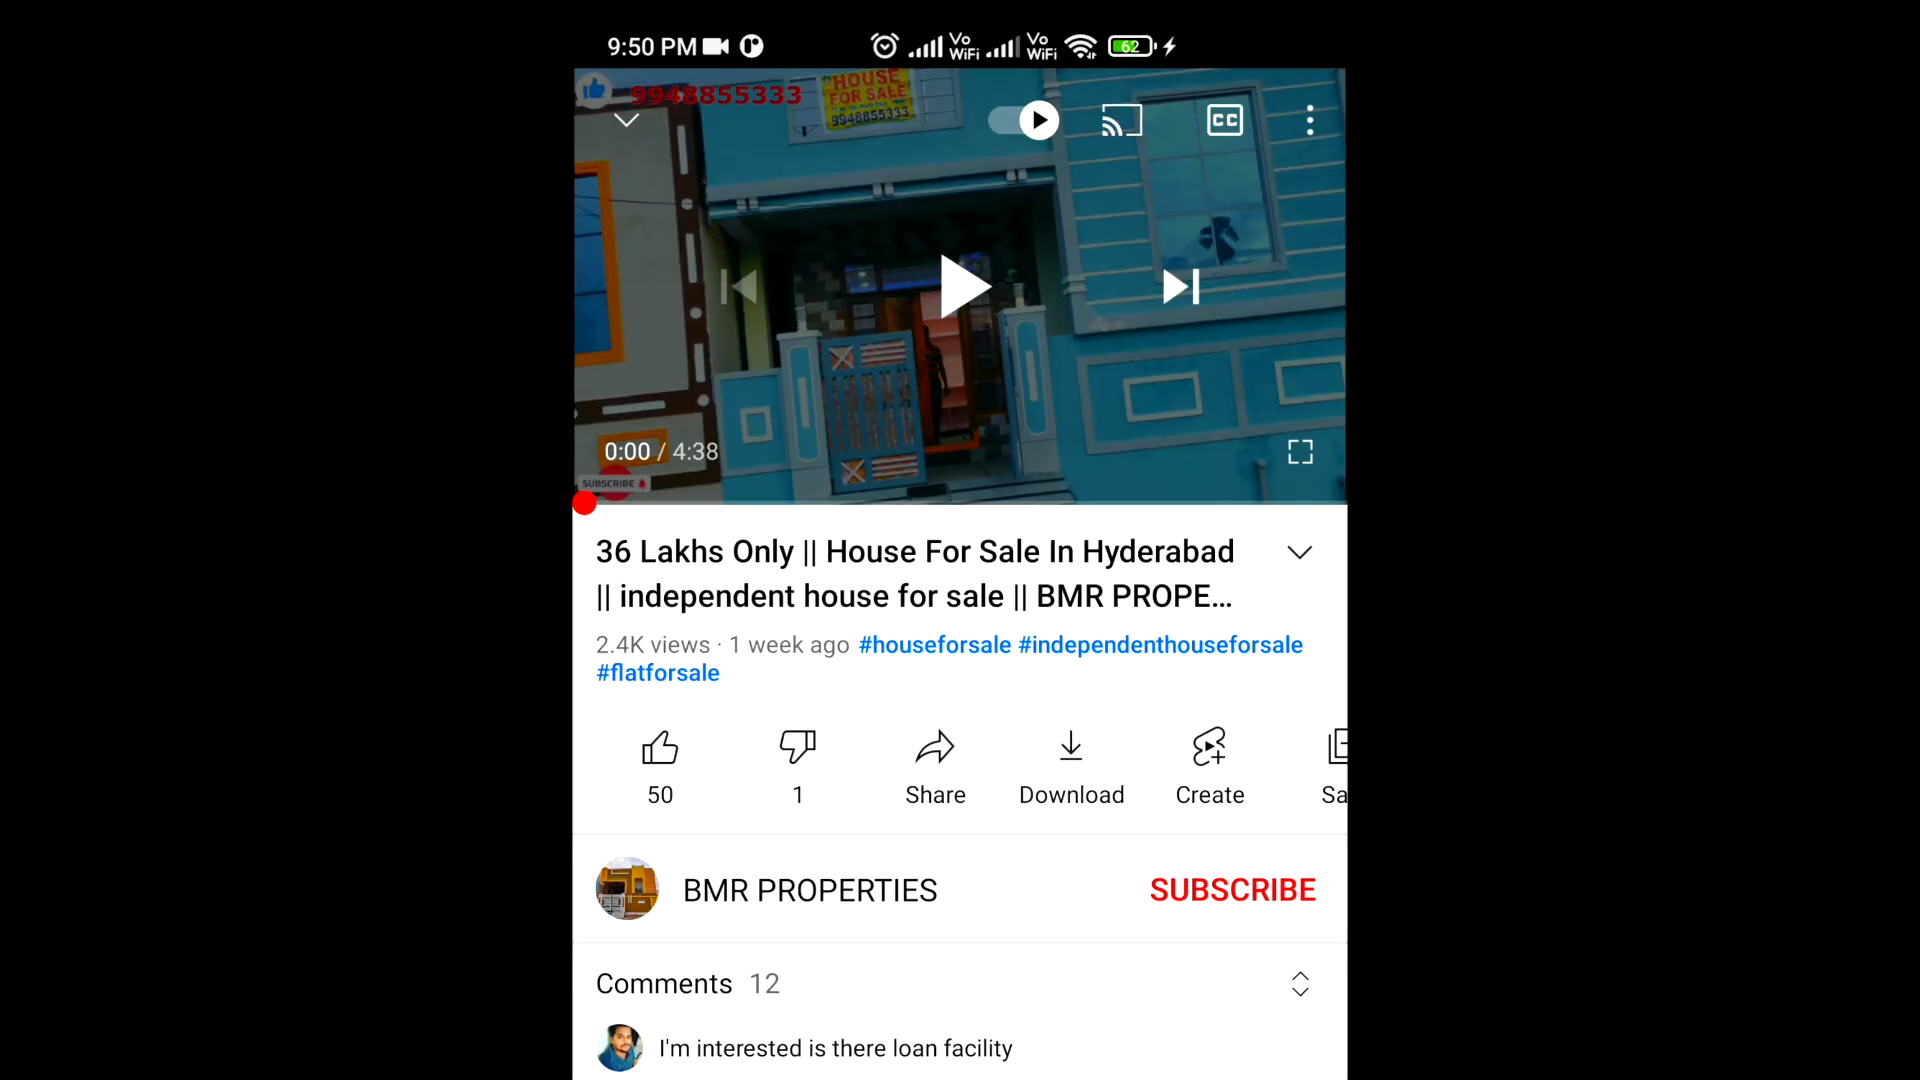 9:50 PM
Vo
WiFi
Vo
WiFi
62
9948855333
HOUSE
FOR SALE
9948855333
CC
0:00 / 4:38
SUBSCRIBE
36 Lakhs Only || House For Sale In Hyderabad
|| independent house for sale || BMR PROPE...
2.4K views · 1 week ago #houseforsale #independenthouseforsale
#flatforsale
50
1
Share
Download
Create
Sa
BMR PROPERTIES
SUBSCRIBE
Comments 12
I'm interested is there loan facility